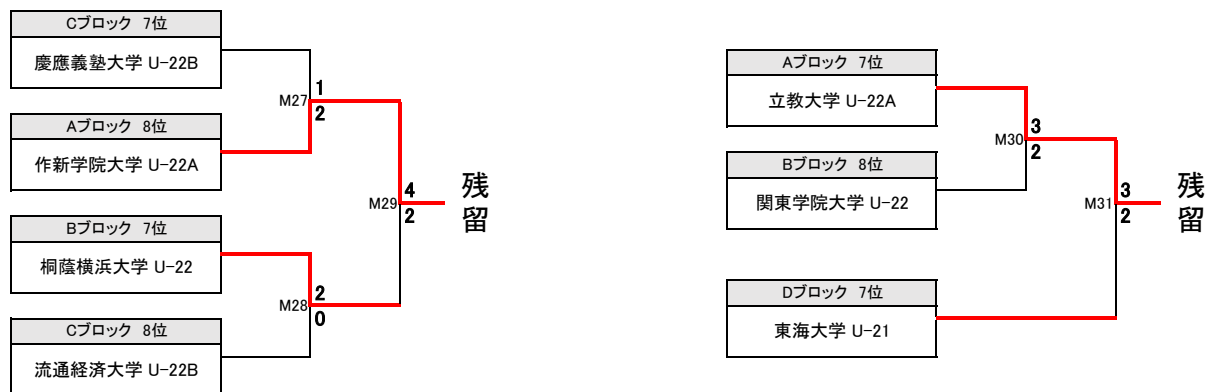 Cブロック 7位
慶應義塾大学 U-22B
M27
1
2
Aブロック 8位
作新学院大学 U-22A
M29
4
2
残留
Bブロック 7位
桐蔭横浜大学 U-22
M28
2
0
Cブロック 8位
流通経済大学 U-22B
Aブロック 7位
立教大学 U-22A
M30
3
2
Bブロック 8位
関東学院大学 U-22
M31
3
2
残留
Dブロック 7位
東海大学 U-21